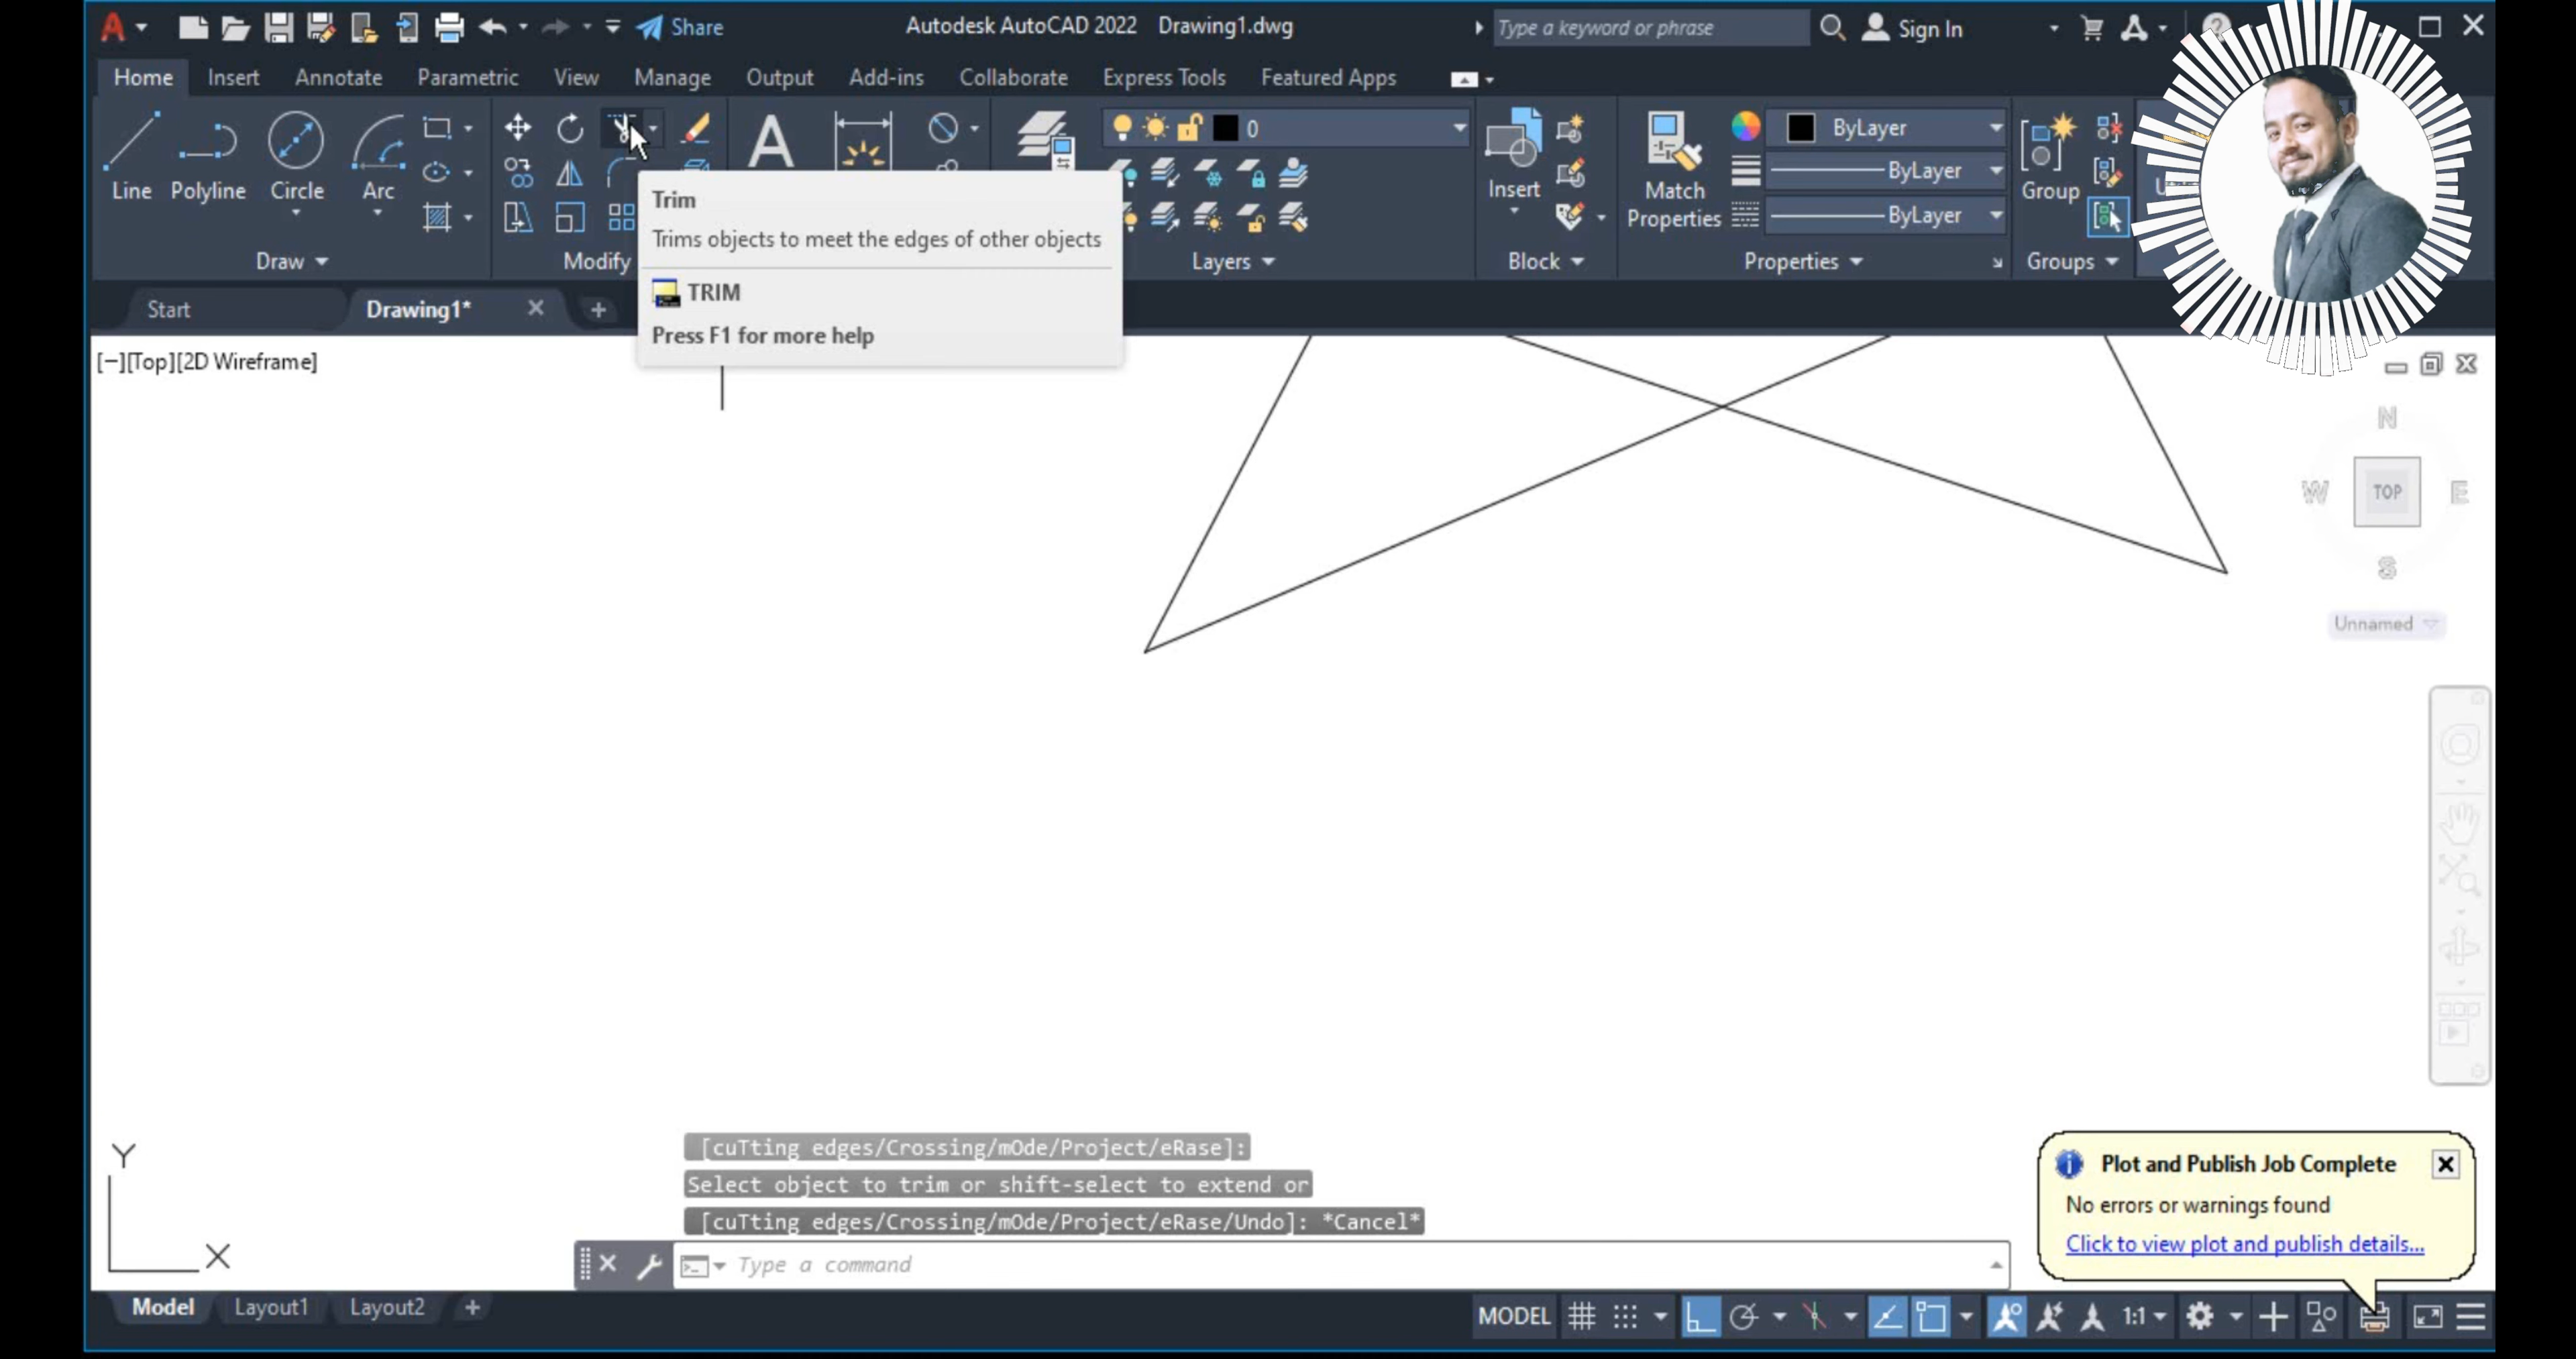 Share
Autodesk AutoCAD 2022 Drawing1.dwg
Type a keyword or phrase
Sign In
Home Insert Annotate Parametric View Manage Output Add-ins Collaborate Express Tools Featured Apps
0
ByLayer
ByLayer
ByLayer
Line Polyline Circle Arc
Insert
Match
Properties
Group
Draw
Modify
Layers
Block
Properties
Groups
Trim
Trims objects to meet the edges of other objects
TRIM
Press F1 for more help
Start Drawing1*
[−][Top][2D Wireframe]
N
W TOP E
S
Unnamed
Y
X
[cuTting edges/Crossing/mOde/Project/eRase]:
Select object to trim or shift-select to extend or
[cuTting edges/Crossing/mOde/Project/eRase/Undo]: *Cancel*
Type a command
Plot and Publish Job Complete
No errors or warnings found
Click to view plot and publish details...
Model Layout1 Layout2
MODEL 1:1